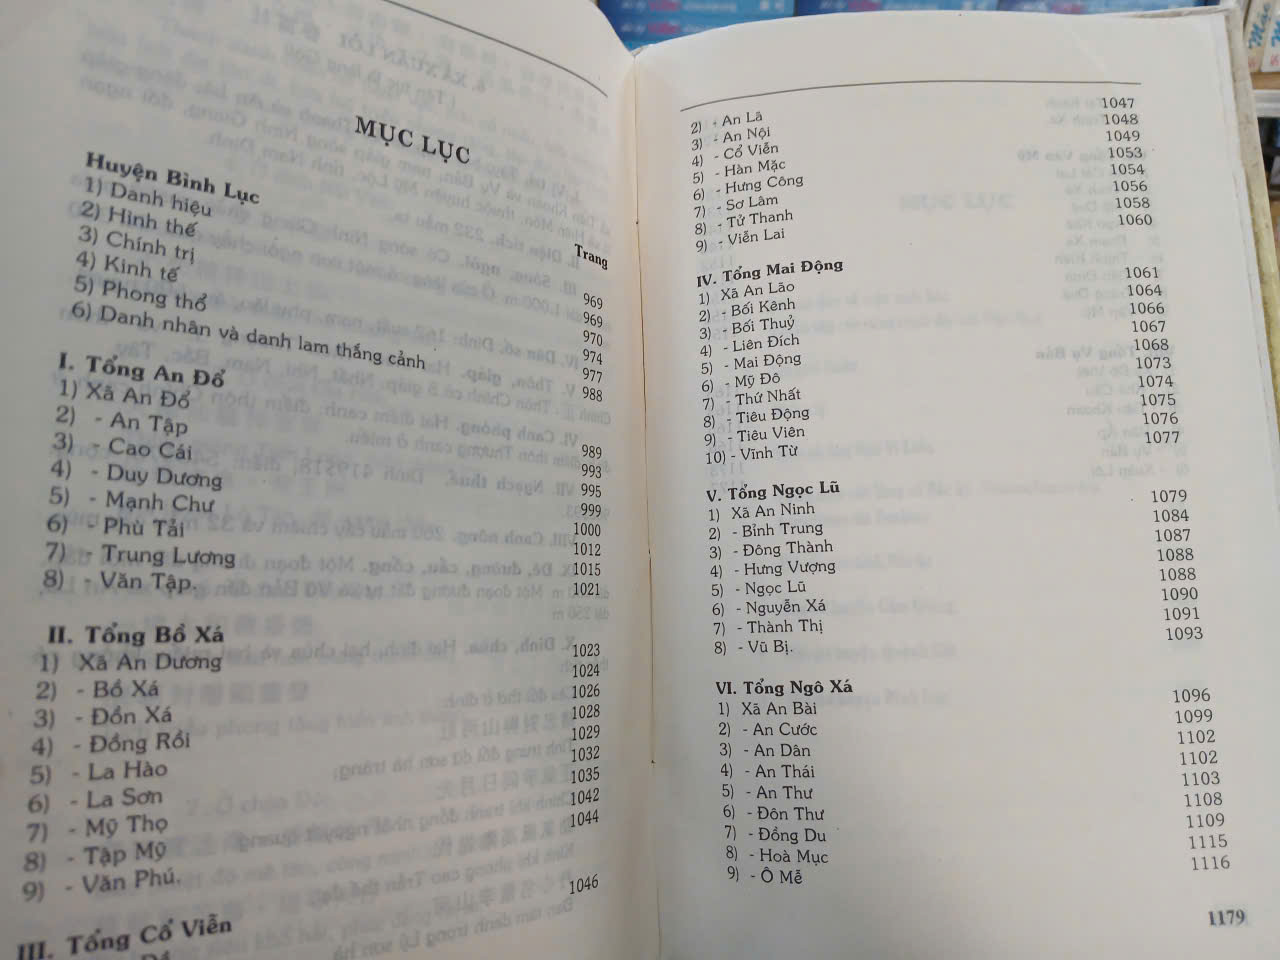 MỤC LỤC
Trang
Huyện Bình Lục
1) Danh hiệu 969
2) Hình thế 969
3) Chính trị 970
4) Kinh tế 974
5) Phong thổ 977
6) Danh nhân và danh lam thắng cảnh 988
I. Tổng An Đổ
1) Xã An Đổ 989
2) - An Tập 993
3) - Cao Cái 995
4) - Duy Dương 999
5) - Mạnh Chư 1000
6) - Phù Tải 1012
7) - Trung Lương 1015
8) - Văn Tập. 1021
II. Tổng Bồ Xá
1) Xã An Dương 1023
2) - Bồ Xá 1024
3) - Đồn Xá 1026
4) - Đồng Rồi 1028
5) - La Hào 1029
6) - La Sơn 1032
7) - Mỹ Thọ 1035
8) - Tập Mỹ 1042
9) - Văn Phú. 1044
III. Tổng Cổ Viễn
1046
2) - An Lã 1047
3) - An Nội 1048
4) - Cổ Viễn 1049
5) - Hàn Mặc 1053
6) - Hưng Công 1054
7) - Sơ Lâm 1056
8) - Tử Thanh 1058
9) - Viễn Lai 1060
IV. Tổng Mai Động
1) Xã An Lão 1061
2) - Bối Kênh 1064
3) - Bối Thuỷ 1066
4) - Liên Đích 1067
5) - Mai Động 1068
6) - Mỹ Đô 1073
7) - Thứ Nhất 1074
8) - Tiêu Động 1075
9) - Tiêu Viên 1076
10) - Vĩnh Từ 1077
V. Tổng Ngọc Lũ
1) Xã An Ninh 1079
2) - Bỉnh Trung 1084
3) - Đông Thành 1087
4) - Hưng Vượng 1088
5) - Ngọc Lũ 1088
6) - Nguyễn Xá 1090
7) - Thành Thị 1091
8) - Vũ Bị. 1093
VI. Tổng Ngô Xá
1) Xã An Bài 1096
2) - An Cước 1099
3) - An Dân 1102
4) - An Thái 1102
5) - An Thư 1103
6) - Đôn Thư 1108
7) - Đồng Du 1109
8) - Hoà Mục 1115
9) - Ô Mễ 1116
1179